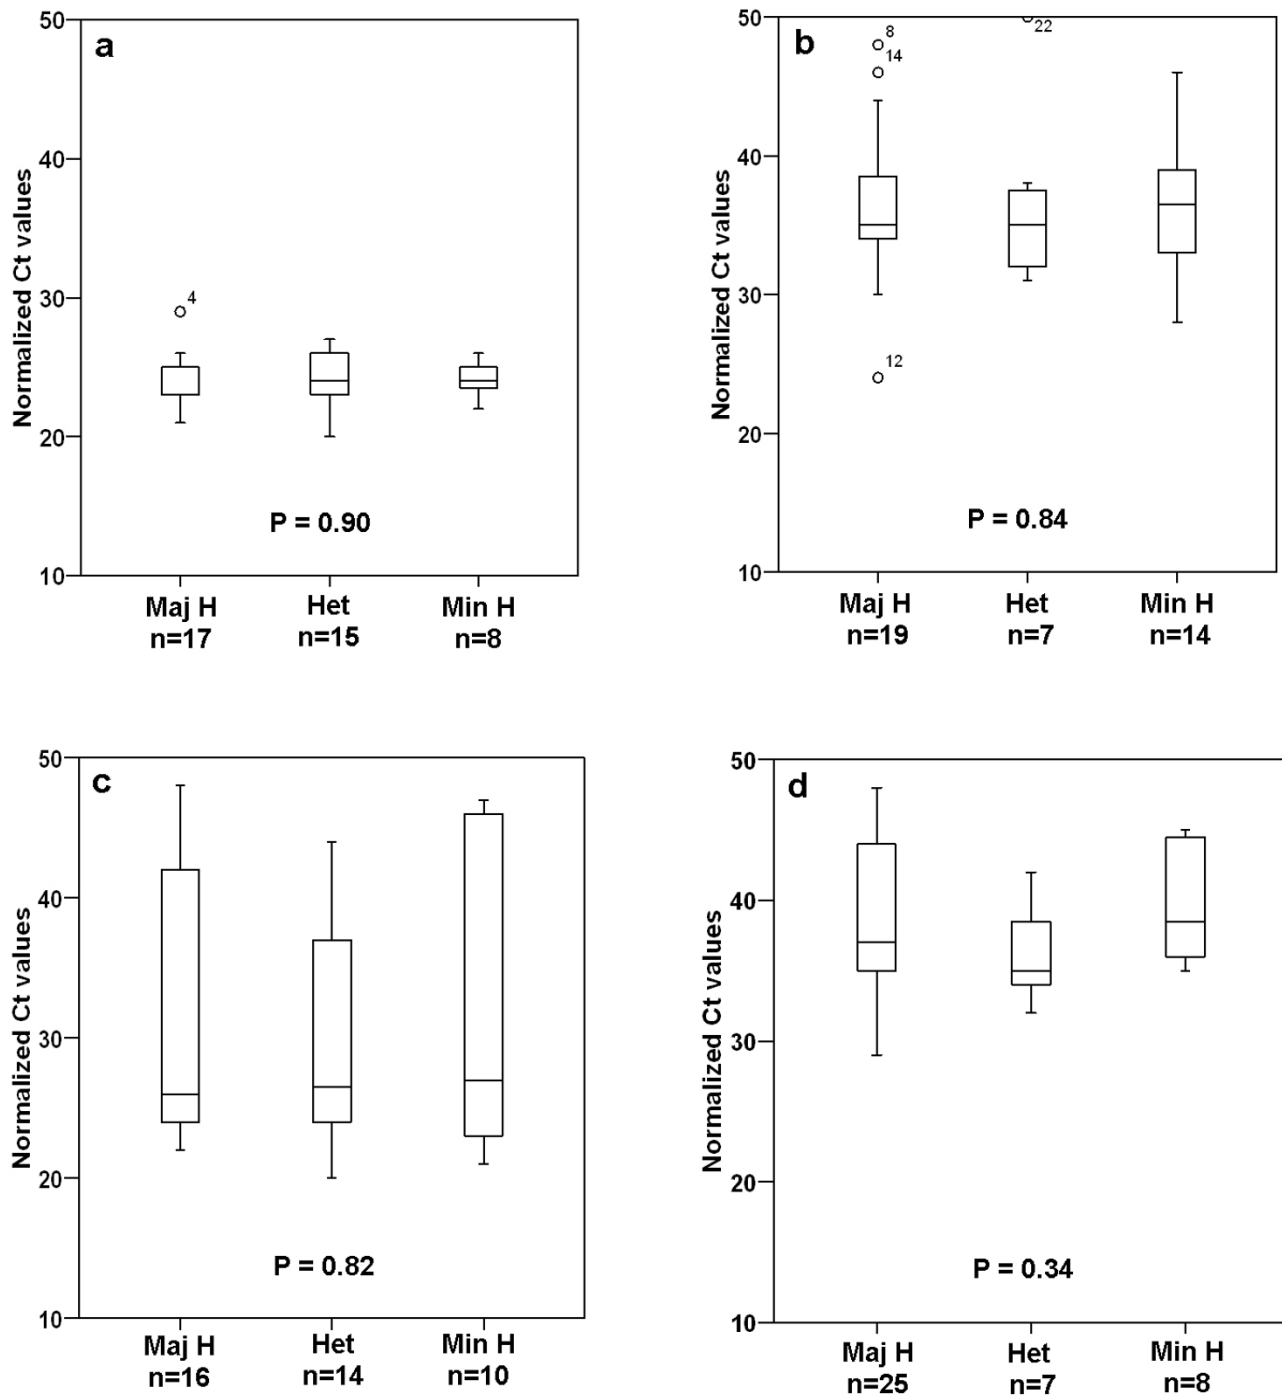 a
50
40
30
20
10
Normalized Ct values
4
P = 0.90
Maj H Het Min H
n=17 n=15 n=8
b
50
40
30
20
10
Normalized Ct values
8
14
12
22
P = 0.84
Maj H Het Min H
n=19 n=7 n=14
c
50
40
30
20
10
Normalized Ct values
P = 0.82
Maj H Het Min H
n=16 n=14 n=10
d
50
40
30
20
10
Normalized Ct values
P = 0.34
Maj H Het Min H
n=25 n=7 n=8